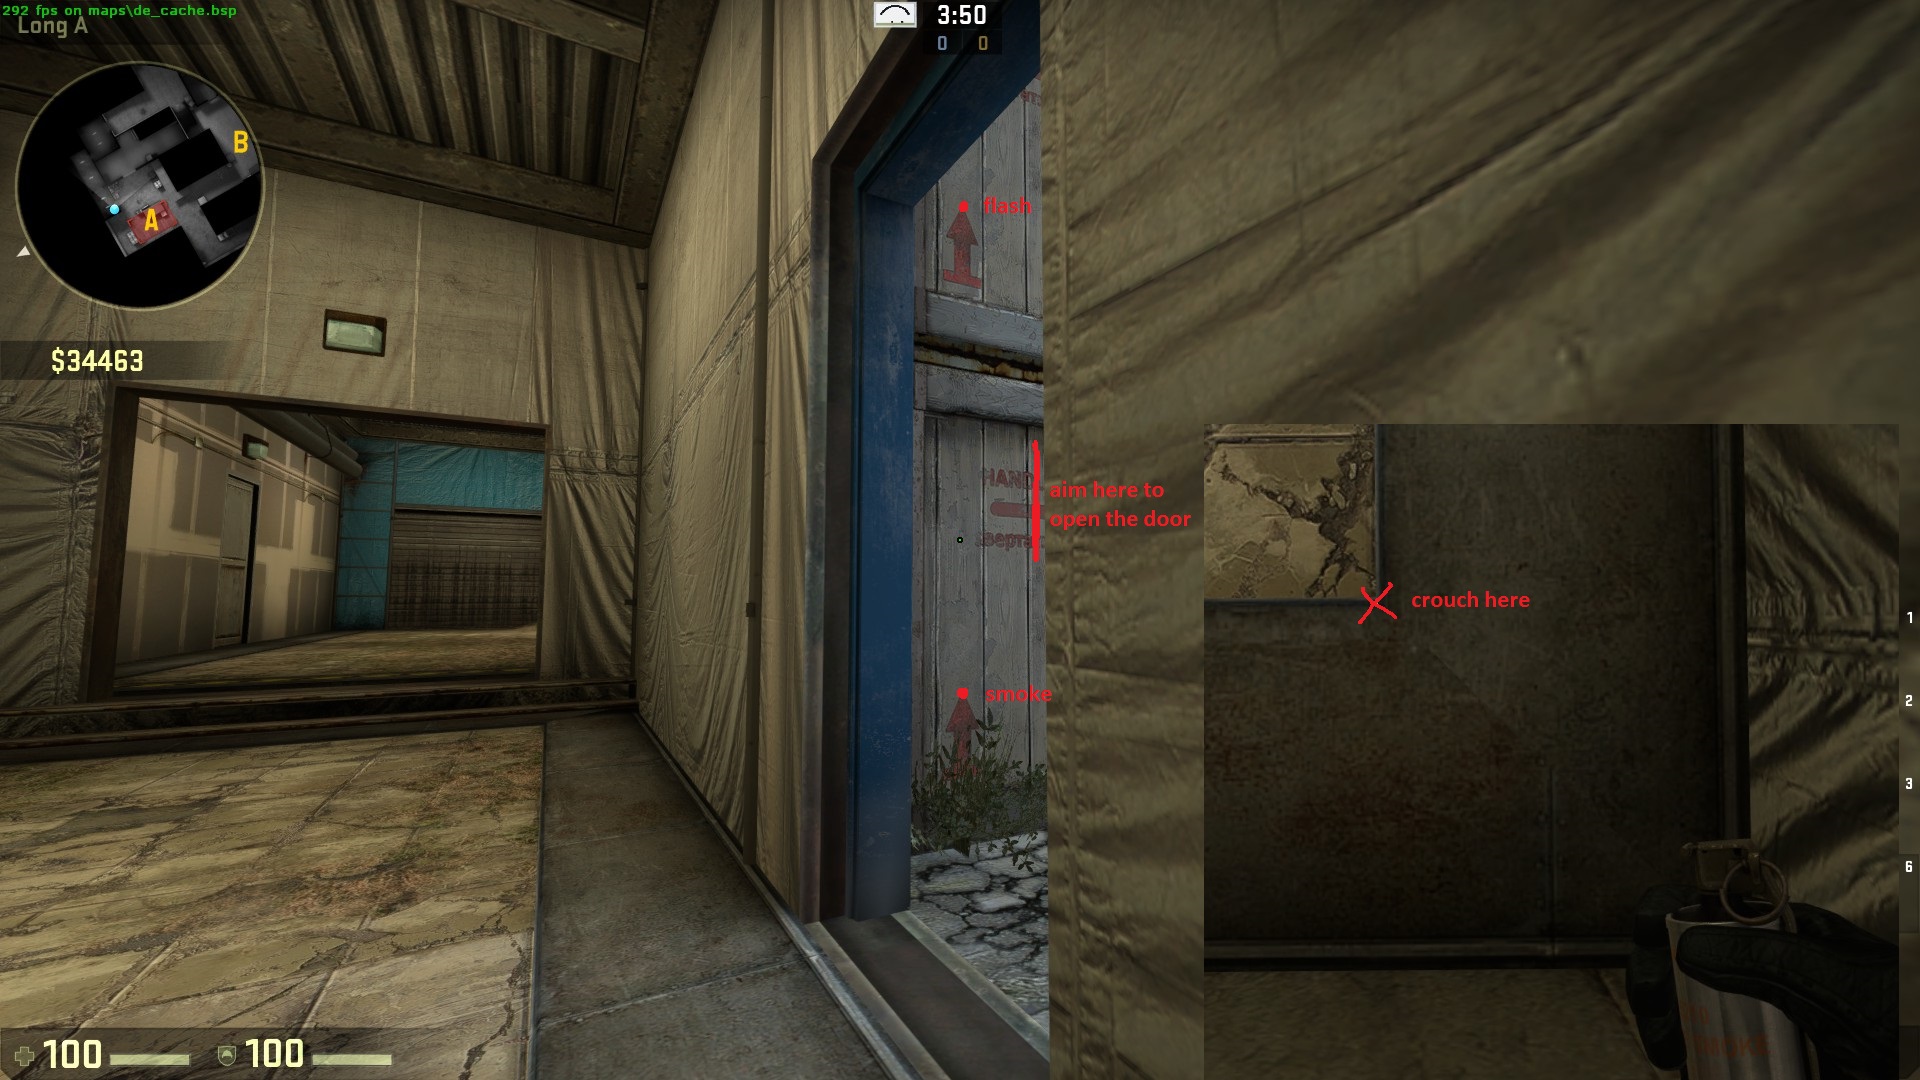 292 fps on maps\de_cache.bsp
Long A
3:50
0 0
B
A
flash
$34463
HAND
aim here to
open the door
crouch here
1
smoke
2
3
6
100 100